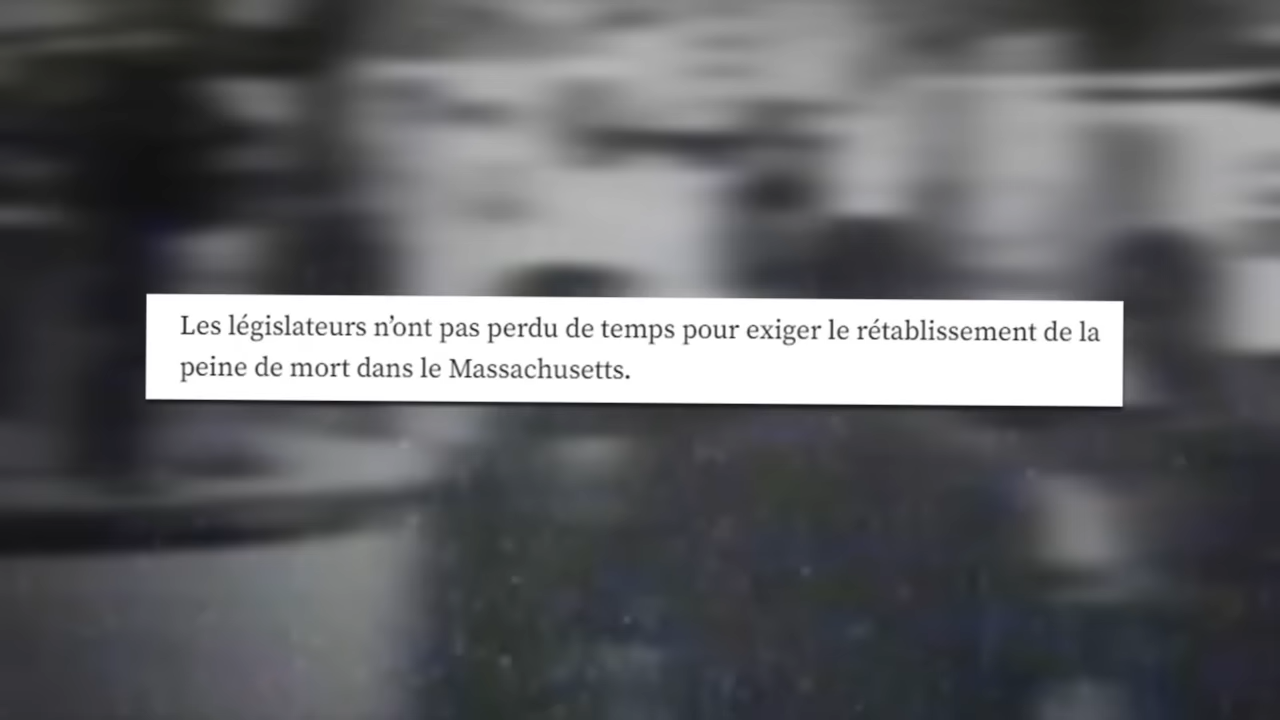 Les législateurs n’ont pas perdu de temps pour exiger le rétablissement de la
peine de mort dans le Massachusetts.